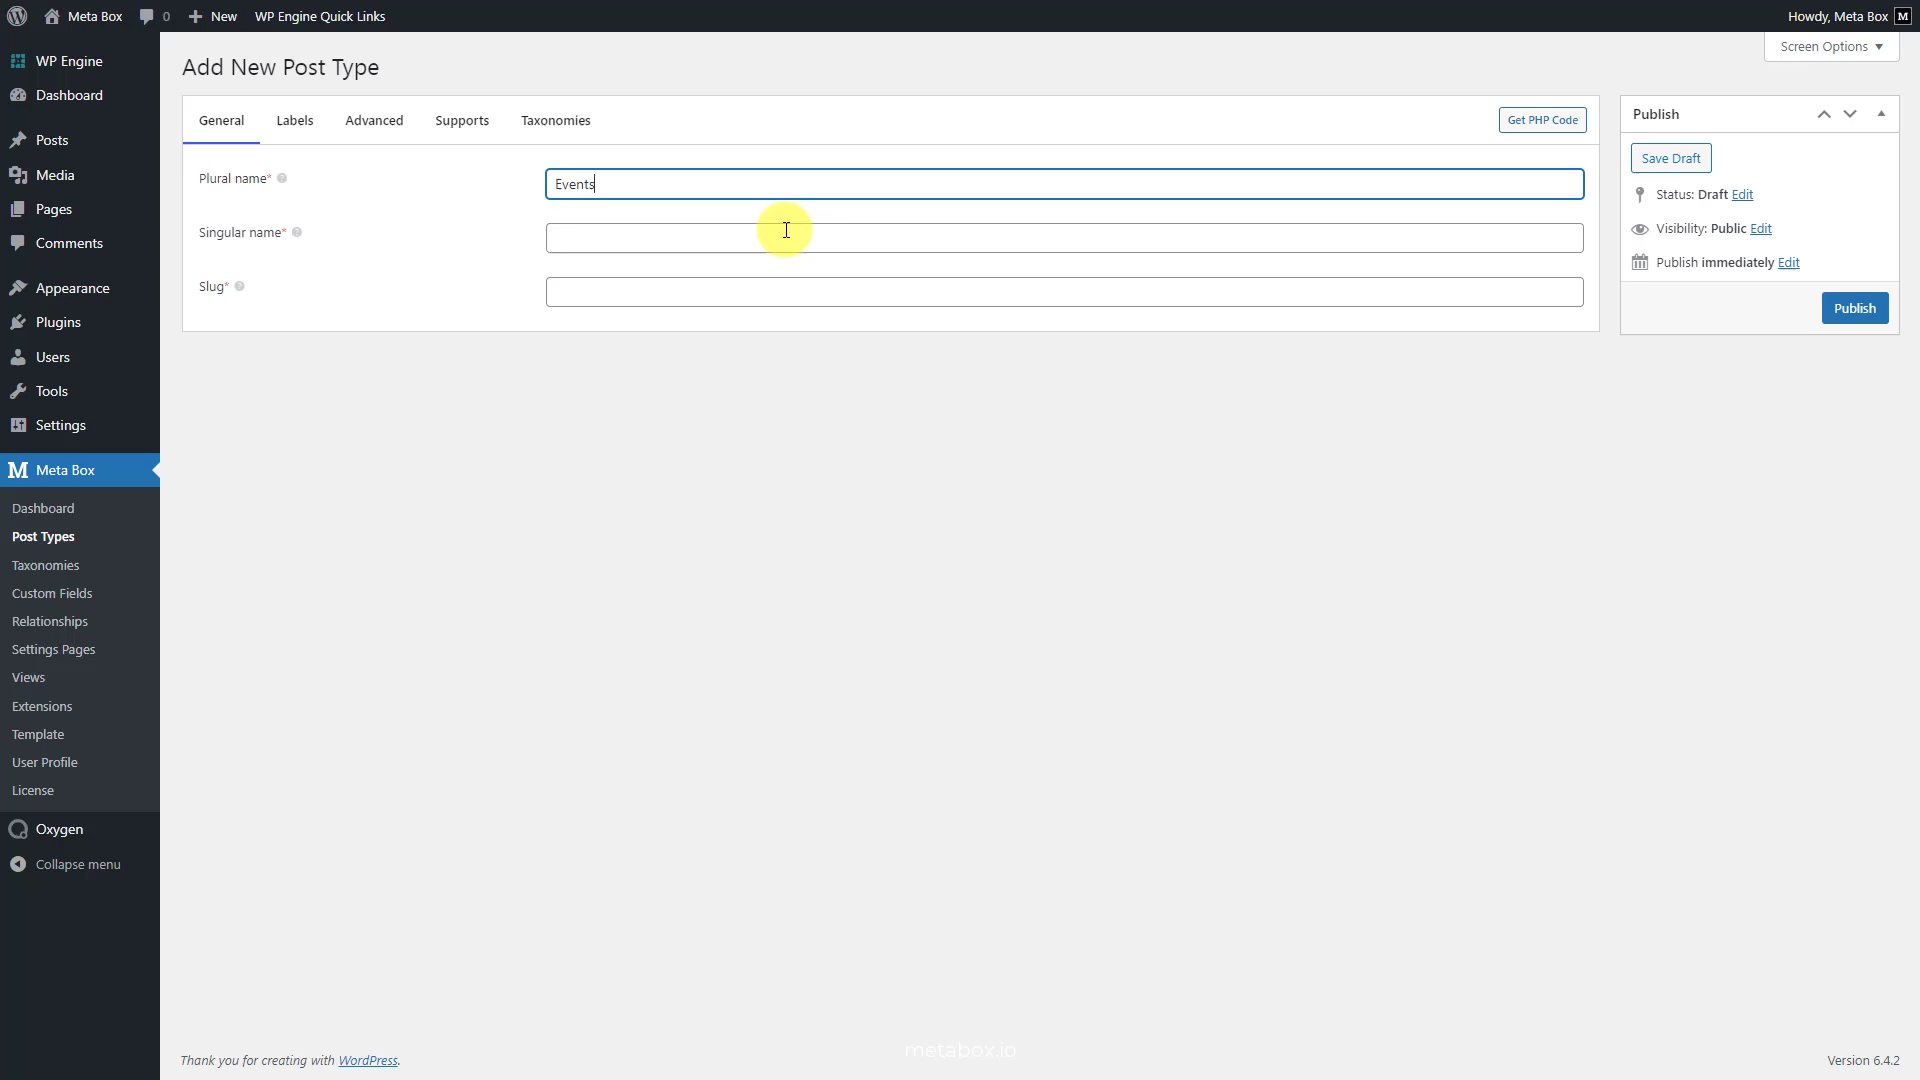 Meta Box
0
New
WP Engine Quick Links
Howdy, Meta Box
M
WP Engine
Dashboard
Posts
Media
Pages
Comments
Appearance
Plugins
Users
Tools
Settings
M
Meta Box
Dashboard
Post Types
Taxonomies
Custom Fields
Relationships
Settings Pages
Views
Extensions
Template
User Profile
License
Oxygen
Collapse menu
Screen Options
Add New Post Type
General
Labels
Advanced
Supports
Taxonomies
Get PHP Code
Plural name*
Events
Singular name*
Slug*
Publish
Save Draft
Status: Draft Edit
Visibility: Public Edit
Publish immediately Edit
Publish
Thank you for creating with WordPress.
metabox.io
Version 6.4.2